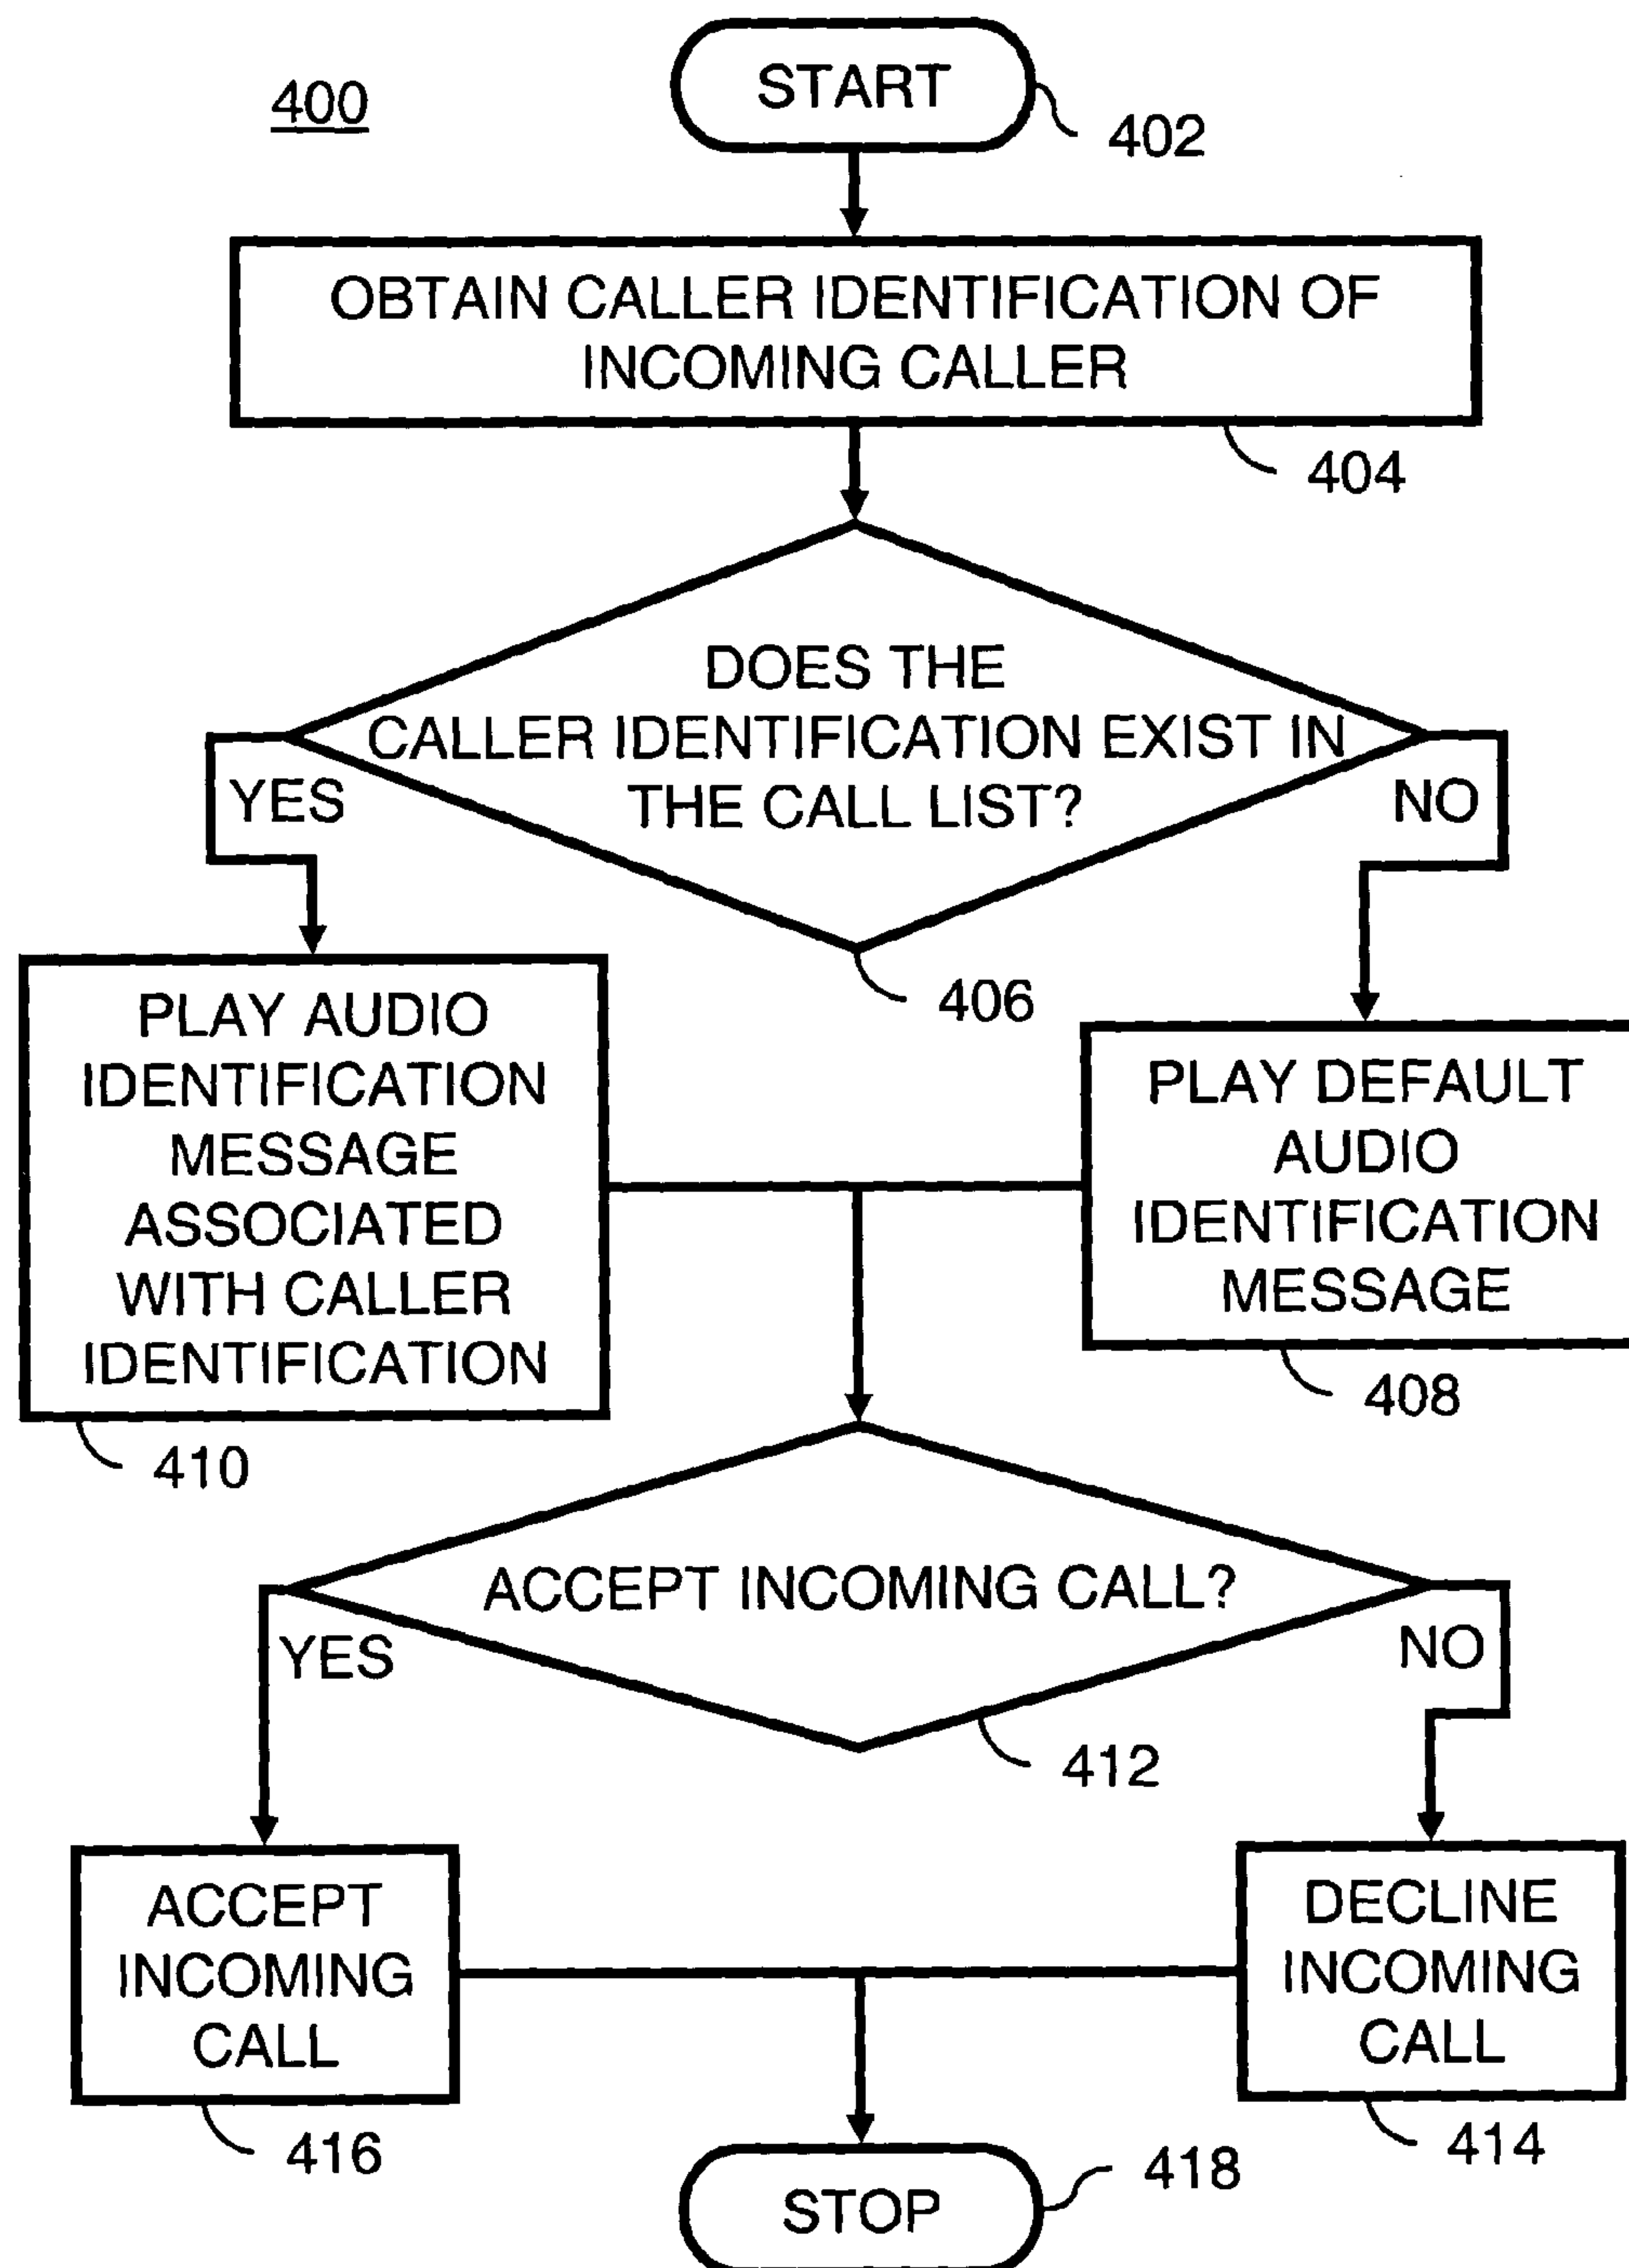 400
START
402
OBTAIN CALLER IDENTIFICATION OF
INCOMING CALLER
404
DOES THE
CALLER IDENTIFICATION EXIST IN
THE CALL LIST?
YES
NO
406
PLAY AUDIO
IDENTIFICATION
MESSAGE
ASSOCIATED
WITH CALLER
IDENTIFICATION
410
PLAY DEFAULT
AUDIO
IDENTIFICATION
MESSAGE
408
ACCEPT INCOMING CALL?
YES
NO
412
ACCEPT
INCOMING
CALL
416
DECLINE
INCOMING
CALL
414
STOP
418